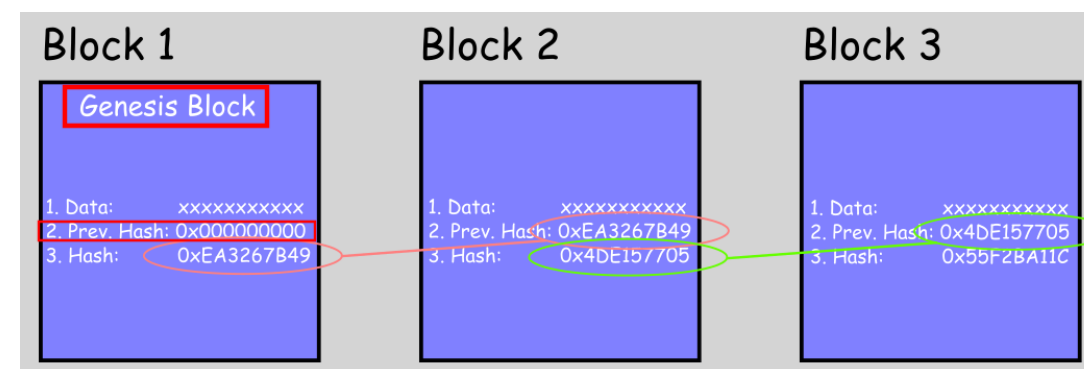 Block 1
Genesis Block
1. Data: xxxxxxxxxxx
2. Prev. Hash: 0x000000000
3. Hash: 0xEA3267B49
Block 2
1. Data: xxxxxxxxxxx
2. Prev. Hash: 0xEA3267B49
3. Hash: 0x4DE157705
Block 3
1. Data: xxxxxxxxxxx
2. Prev. Hash: 0x4DE157705
3. Hash: 0x55F2BA11C